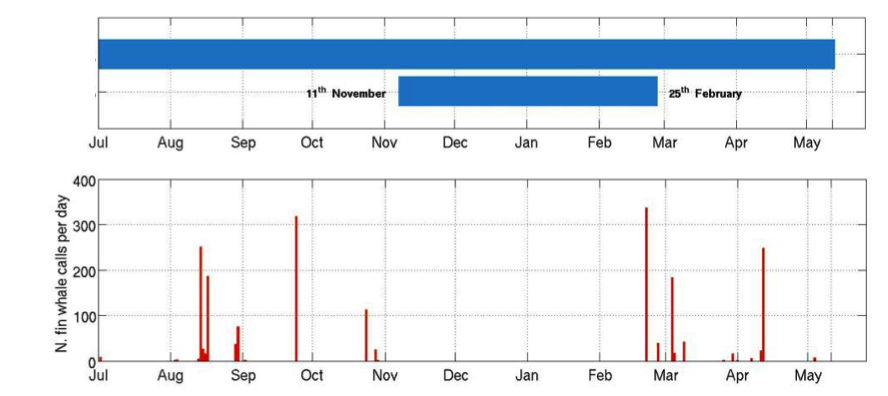 11th November 25th February
Jul Aug Sep Oct Nov Dec Jan Feb Mar Apr May
N. fin whale calls per day
400
300
200
100
0
Jul Aug Sep Oct Nov Dec Jan Feb Mar Apr May